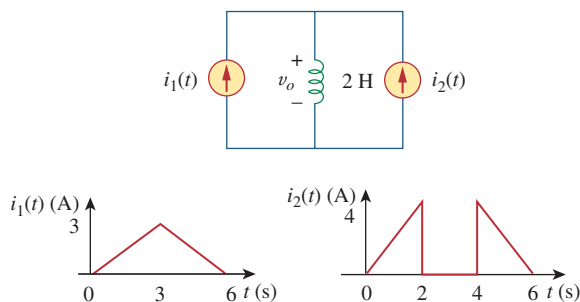 i₁(t)
+
vₒ
–
2 H
i₂(t)
i₁(t) (A)
3
0
3
6
t (s)
i₂(t) (A)
4
0
2
4
6
t (s)